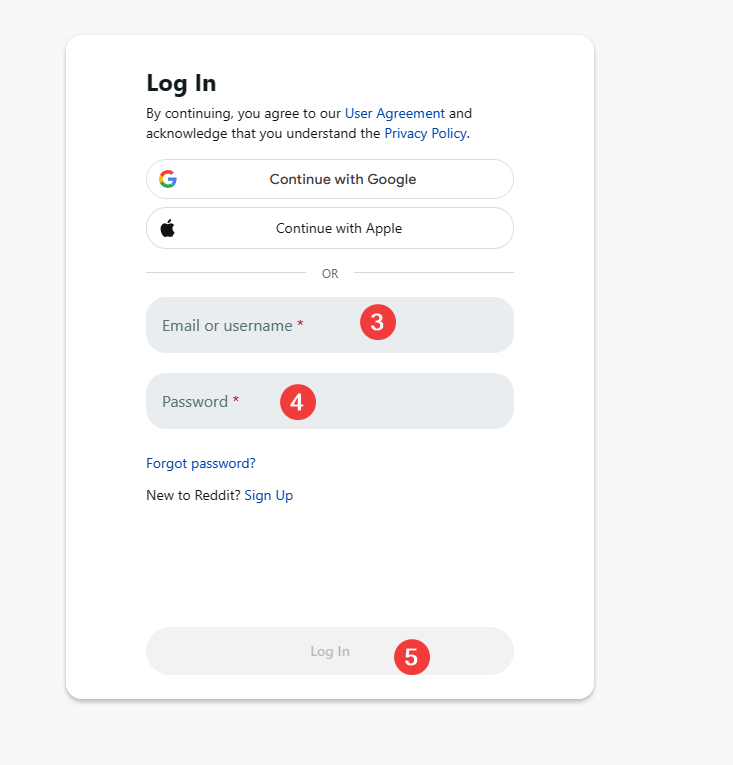 Log In
By continuing, you agree to our User Agreement and
acknowledge that you understand the Privacy Policy.
Continue with Google
Continue with Apple
OR
Email or username * 3
Password * 4
Forgot password?
New to Reddit? Sign Up
Log In 5